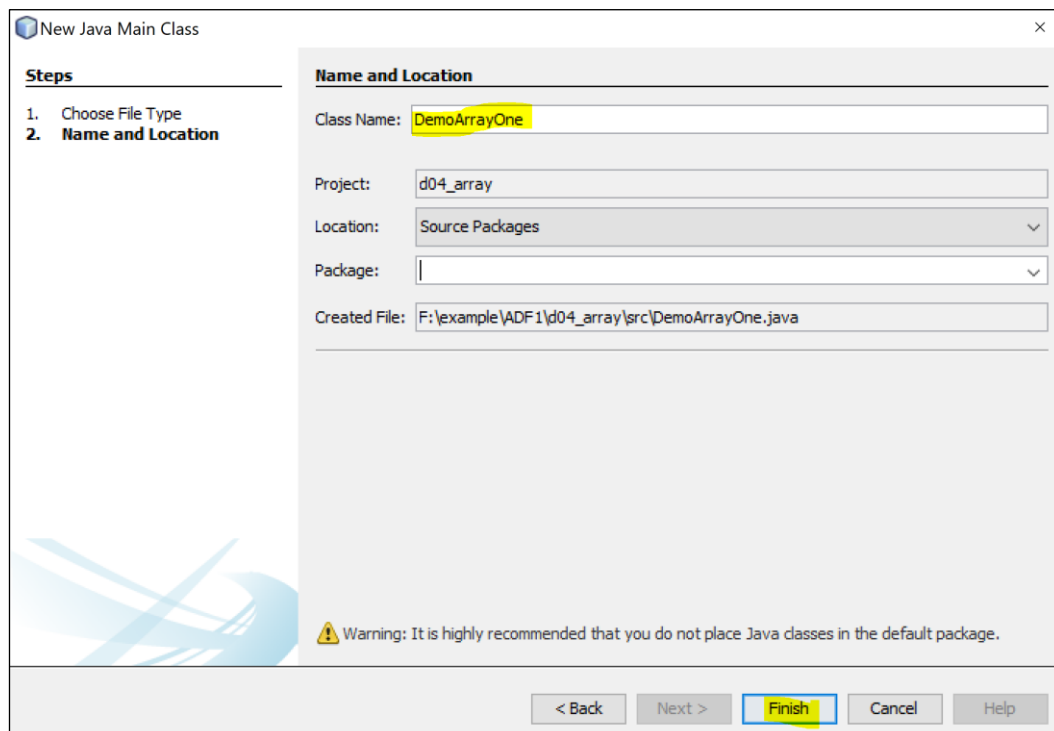 New Java Main Class
Steps
1. Choose File Type
2. Name and Location
Name and Location
Class Name: DemoArrayOne
Project: d04_array
Location: Source Packages
Package:
Created File: F:\example\ADF1\d04_array\src\DemoArrayOne.java
Warning: It is highly recommended that you do not place Java classes in the default package.
< Back Next > Finish Cancel Help